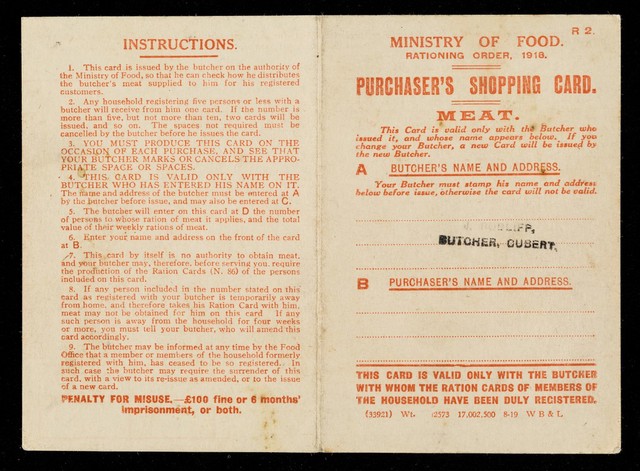 INSTRUCTIONS.
1. This card is issued by the butcher on the authority of
the Ministry of Food, so that he can check how he distributes
the butcher's meat supplied to him for his registered
customers.
2. Any household registering five persons or less with a
butcher will receive from him one card. If the number is
more than five, but not more than ten, two cards will be
issued, and so on. The spaces not required must be
cancelled by the butcher before he issues the card.
3. YOU MUST PRODUCE THIS CARD ON THE
OCCASION OF EACH PURCHASE, AND SEE THAT
YOUR BUTCHER MARKS OR CANCELS THE APPRO-
PRIATE SPACE OR SPACES.
4. THIS CARD IS VALID ONLY WITH THE
BUTCHER WHO HAS ENTERED HIS NAME ON IT.
The name and address of the butcher must be entered at A
by the butcher before issue, and may also be entered at C.
5. The butcher will enter on this card at D the number
of persons to whose ration of meat it applies, and the total
value of their weekly rations of meat.
6. Enter your name and address on the front of the card
at B.
7. This card by itself is no authority to obtain meat,
and your butcher may, therefore, before serving you, require
the production of the Ration Cards (N. 86) of the persons
included on this card.
8. If any person included in the number stated on this
card as registered with your butcher is temporarily away
from home, and therefore takes his Ration Card with him,
meat may not be obtained for him on this card If any
such person is away from the household for four weeks
or more, you must tell your butcher, who will amend this
card accordingly.
9. The butcher may be informed at any time by the Food
Office that a member or members of the household formerly
registered with him, has ceased to be so registered. In
such case the butcher may require the surrender of this
card, with a view to its re-issue as amended, or to the issue
of a new card.
PENALTY FOR MISUSE.—£100 fine or 6 months'
imprisonment, or both.
R 2.
MINISTRY OF FOOD.
RATIONING ORDER, 1918.
PURCHASER'S SHOPPING CARD.
MEAT.
This Card is valid only with the Butcher who
issued it, and whose name appears below. If you
change your Butcher, a new Card will be issued by
the new Butcher.
A BUTCHER'S NAME AND ADDRESS.
Your Butcher must stamp his name and address
below before issue, otherwise the card will not be valid.
BUTCHER, CUBERT,
B PURCHASER'S NAME AND ADDRESS.
THIS CARD IS VALID ONLY WITH THE BUTCHER
WITH WHOM THE RATION CARDS OF MEMBERS OF
THE HOUSEHOLD HAVE BEEN DULY REGISTERED.
(33921) Wt. 2573 17,002,500 8-19 W B & L